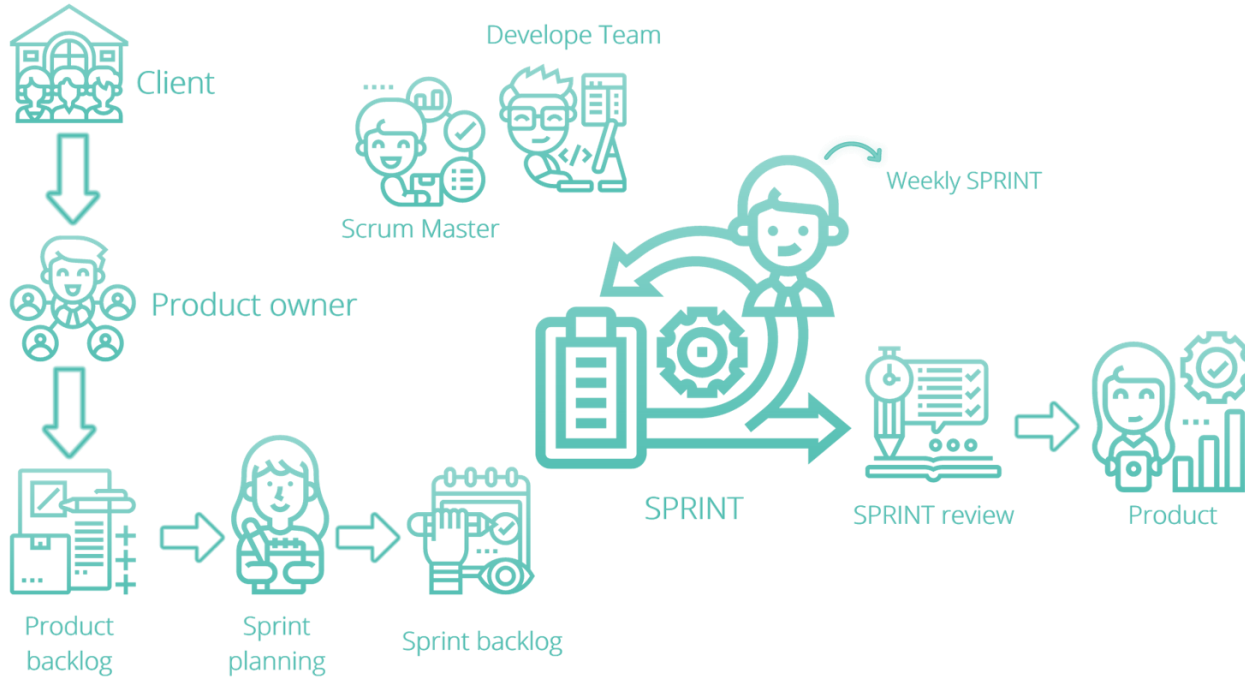 Develope Team
Client
Weekly SPRINT
Scrum Master
Product owner
SPRINT
SPRINT review
Product
Product
backlog
Sprint
planning
Sprint backlog